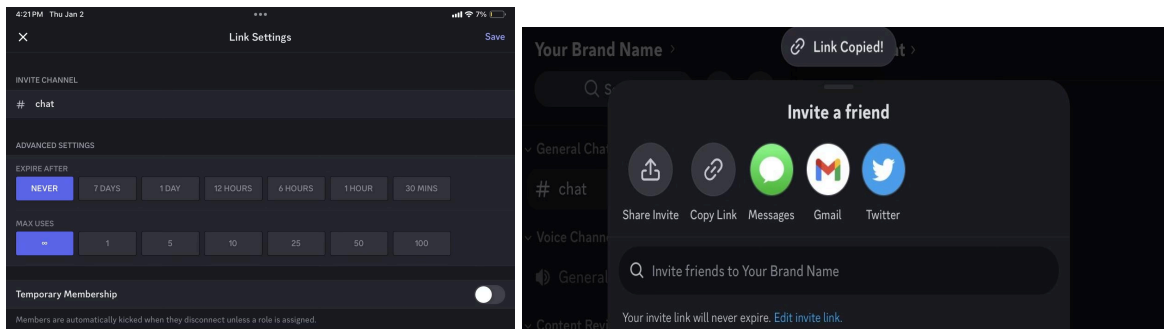 4:21 PM Thu Jan 2
7%
Link Settings
Save
INVITE CHANNEL
# chat
ADVANCED SETTINGS
EXPIRE AFTER
NEVER 7 DAYS 1 DAY 12 HOURS 6 HOURS 1 HOUR 30 MINS
MAX USES
∞ 1 5 10 25 50 100
Temporary Membership
Members are automatically kicked when they disconnect unless a role is assigned.
Your Brand Name >
Link Copied!
Invite a friend
General Chat
# chat
Share Invite Copy Link Messages Gmail Twitter
Voice Chann
General
Invite friends to Your Brand Name
Content Revi
Your invite link will never expire. Edit invite link.